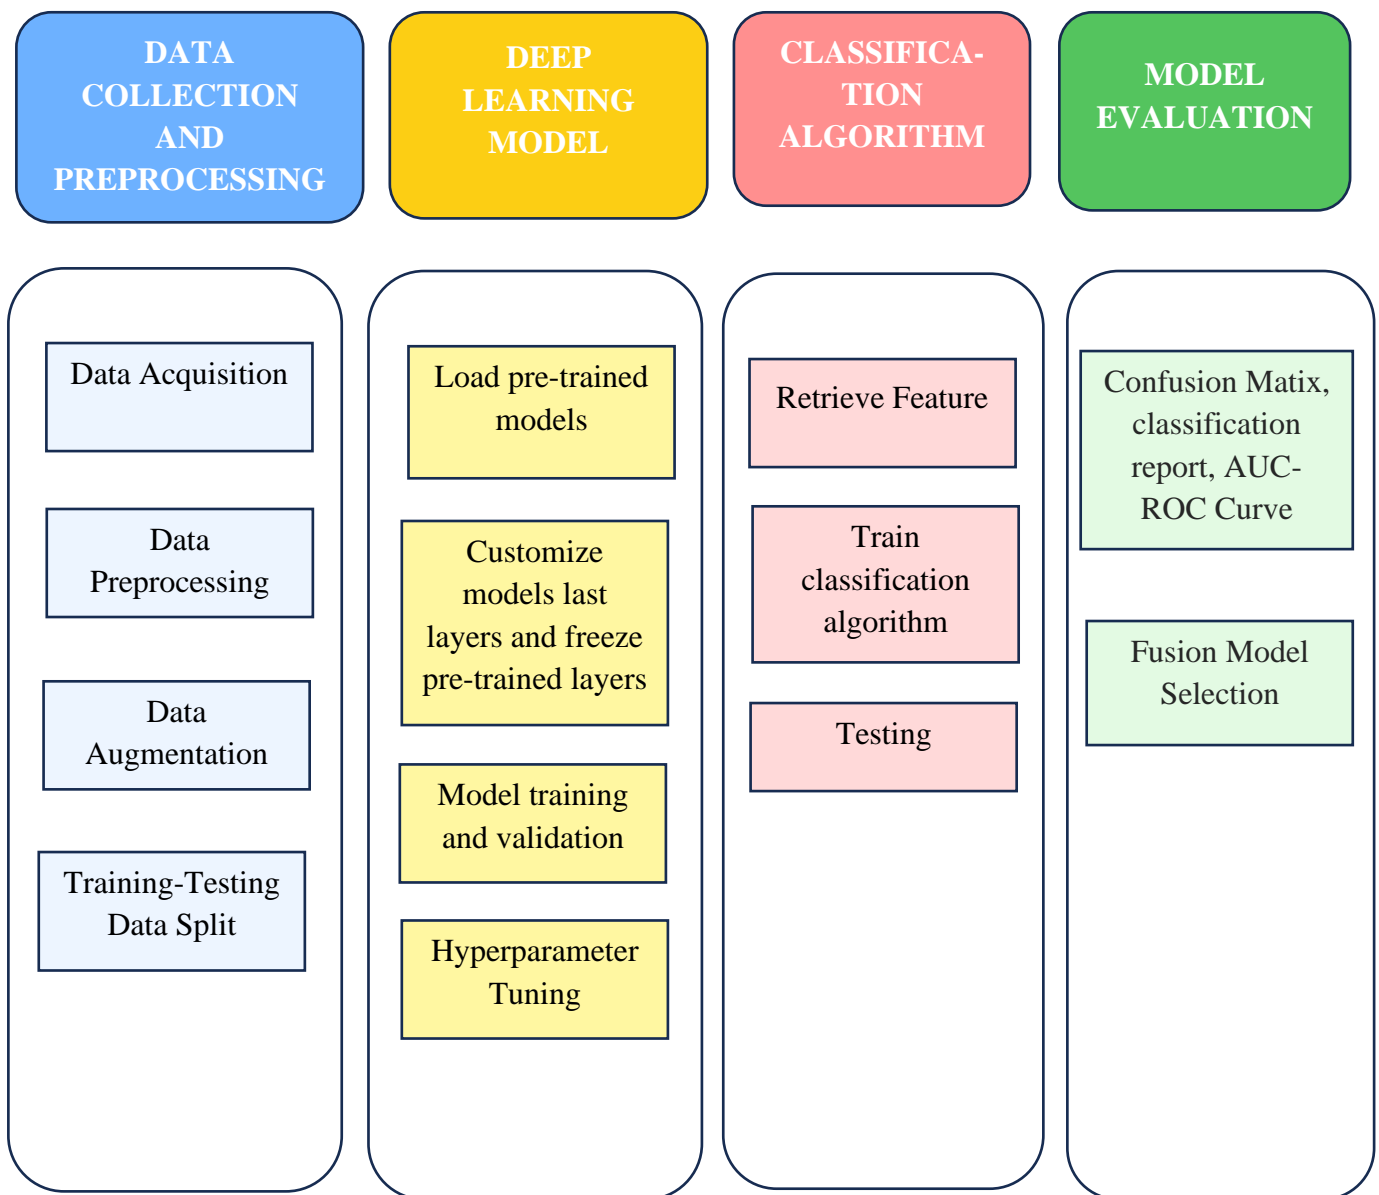 DATA
COLLECTION
AND
PREPROCESSING
DEEP
LEARNING
MODEL
CLASSIFICA-
TION
ALGORITHM
MODEL
EVALUATION
Data Acquisition
Data
Preprocessing
Data
Augmentation
Training-Testing
Data Split
Load pre-trained
models
Customize
models last
layers and freeze
pre-trained layers
Model training
and validation
Hyperparameter
Tuning
Retrieve Feature
Train
classification
algorithm
Testing
Confusion Matix,
classification
report, AUC-
ROC Curve
Fusion Model
Selection